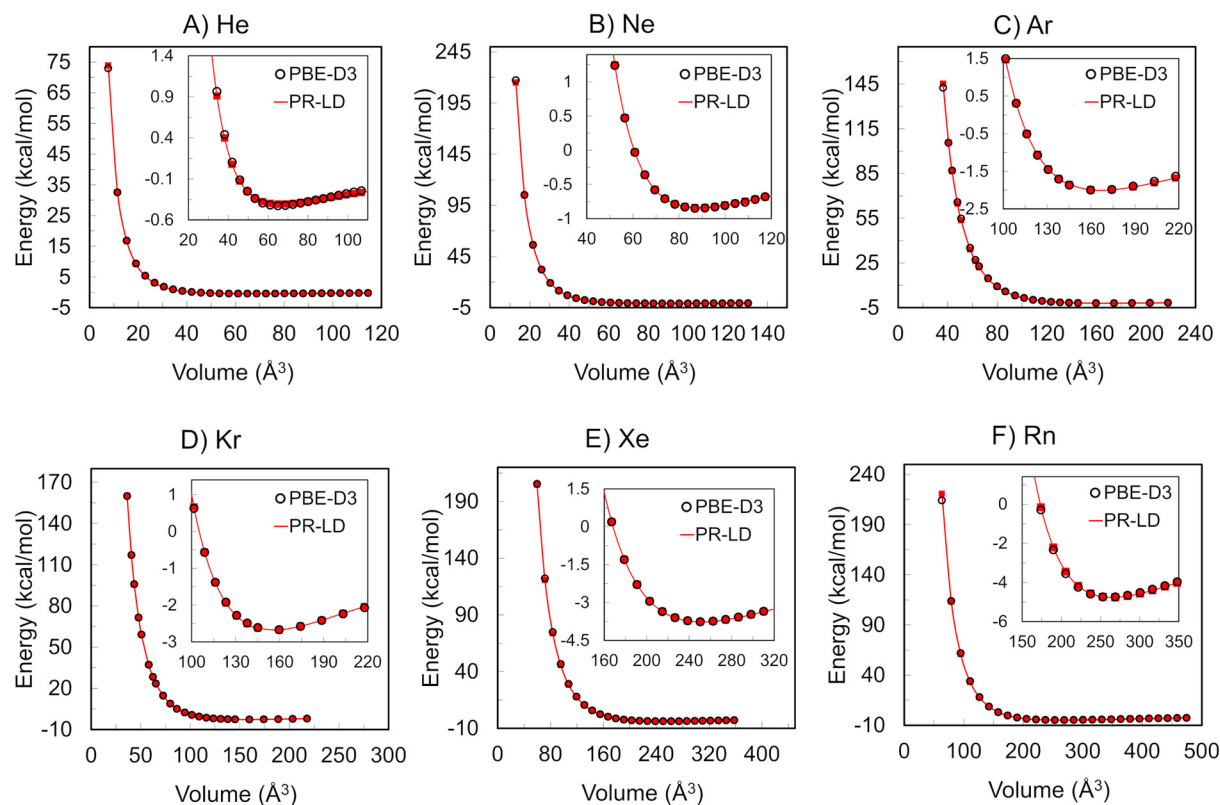 A) He
Energy (kcal/mol)
75
65
55
45
35
25
15
5
-5
0 20 40 60 80 100 120
Volume (Å³)
1.4
0.9
0.4
-0.1
-0.6
20 40 60 80 100
PBE-D3
PR-LD
B) Ne
Energy (kcal/mol)
245
195
145
95
45
-5
0 20 40 60 80 100 120 140
Volume (Å³)
1
0.5
0
-0.5
-1
40 60 80 100 120
PBE-D3
PR-LD
C) Ar
Energy (kcal/mol)
145
115
85
55
25
-5
0 40 80 120 160 200 240
Volume (Å³)
1.5
0.5
-0.5
-1.5
-2.5
100 130 160 190 220
PBE-D3
PR-LD
D) Kr
Energy (kcal/mol)
170
140
110
80
50
20
-10
0 50 100 150 200 250
Volume (Å³)
1
0
-1
-2
-3
100 130 160 190 220
PBE-D3
PR-LD
E) Xe
Energy (kcal/mol)
190
140
90
40
-10
0 120 240 360
Volume (Å³)
1.5
0
-1.5
-3
-4.5
160 200 240 280 320
PBE-D3
PR-LD
F) Rn
Energy (kcal/mol)
240
190
140
90
40
-10
0 100 200 300 400 500
Volume (Å³)
0
-2
-4
-6
150 200 250 300 350
PBE-D3
PR-LD